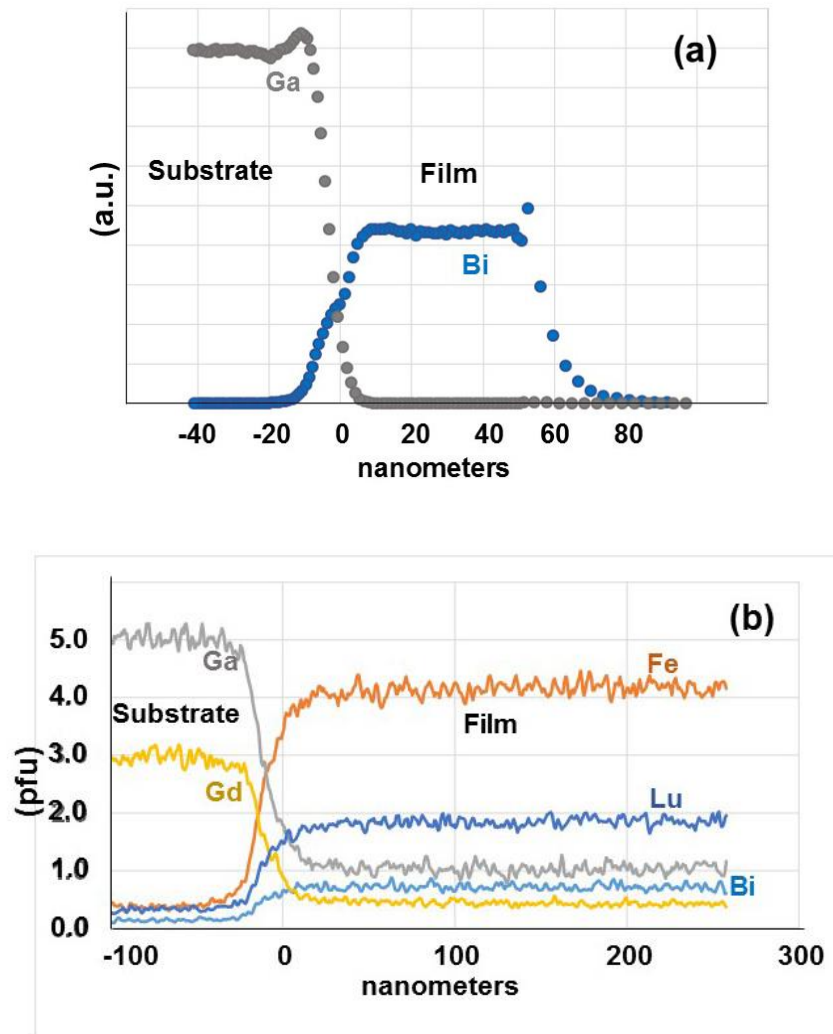 (a)
Ga
Substrate
Film
(a.u.)
Bi
-40 -20 0 20 40 60 80
nanometers
(b)
5.0
Ga
Fe
4.0
Substrate
Film
3.0
(pfu)
Gd
Lu
2.0
1.0
Bi
0.0
-100 0 100 200 300
nanometers